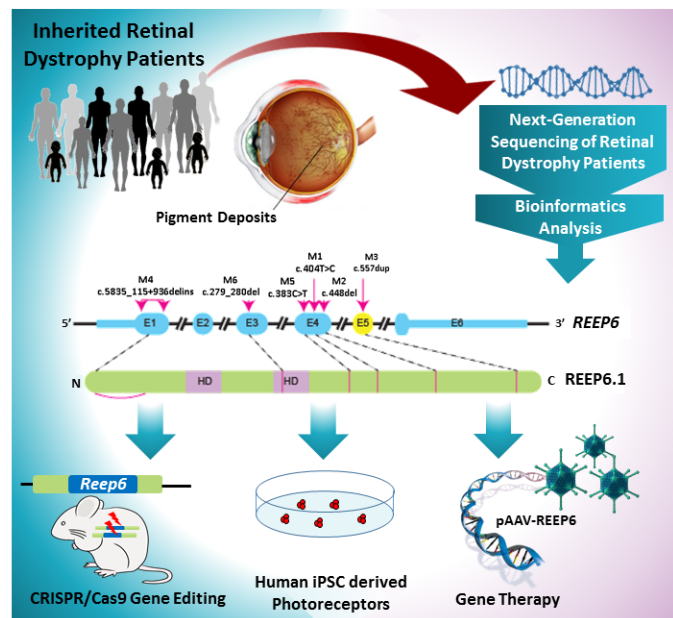 Inherited Retinal
Dystrophy Patients
Pigment Deposits
Next-Generation
Sequencing of Retinal
Dystrophy Patients
Bioinformatics
Analysis
M4
c.5835_115+936delins
M6
c.279_280del
M5
c.383C>T
M1
c.404T>C
M2
c.448del
M3
c.557dup
5’ E1 E2 E3 E4 E5 E6 3’ REEP6
N HD HD C REEP6.1
Reep6
CRISPR/Cas9 Gene Editing
Human iPSC derived
Photoreceptors
pAAV-REEP6
Gene Therapy